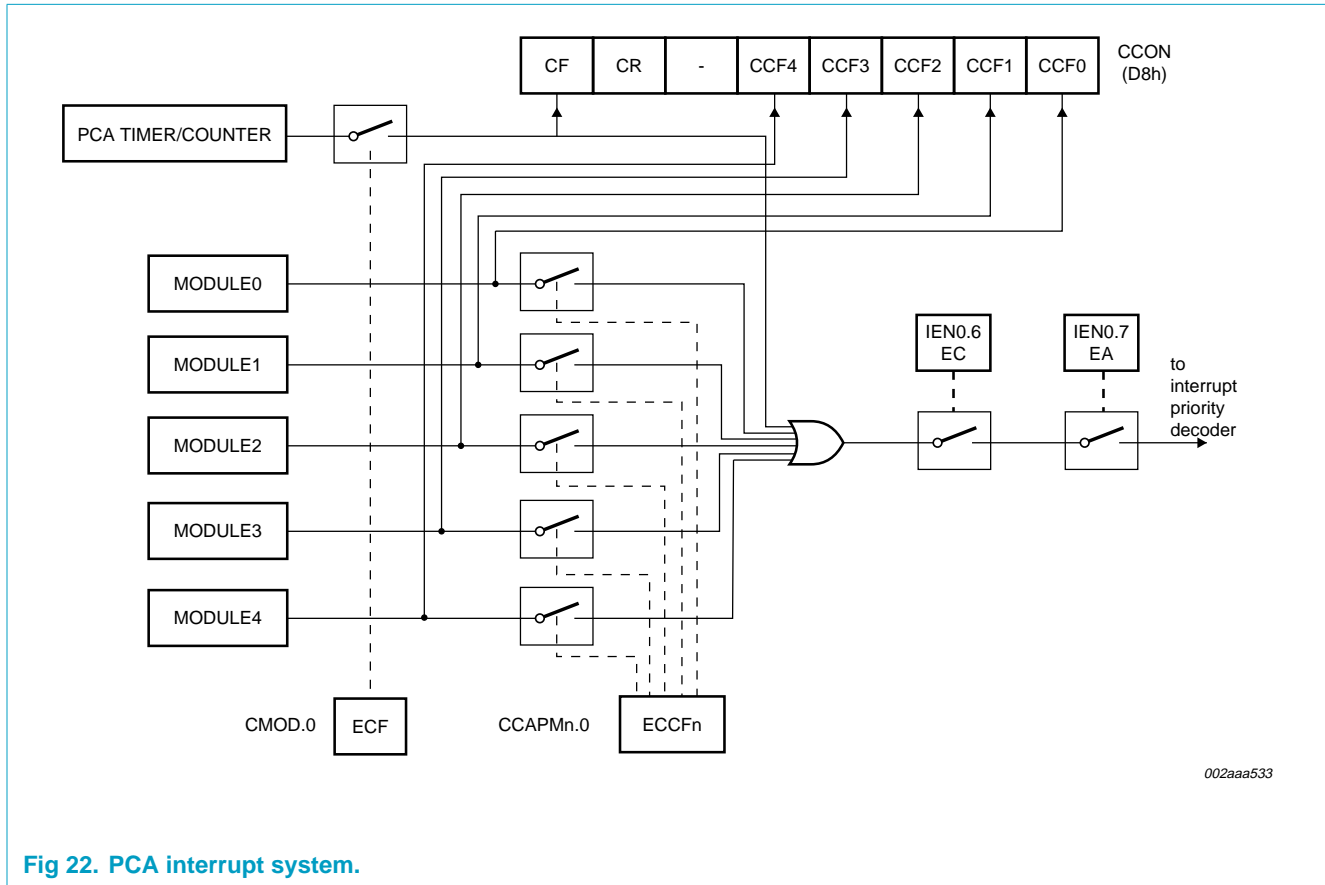 CF CR - CCF4 CCF3 CCF2 CCF1 CCF0
CCON
(D8h)
PCA TIMER/COUNTER
MODULE0
MODULE1
MODULE2
MODULE3
MODULE4
IEN0.6
EC
IEN0.7
EA
to
interrupt
priority
decoder
CMOD.0
ECF
CCAPMn.0
ECCFn
002aaa533
Fig 22. PCA interrupt system.